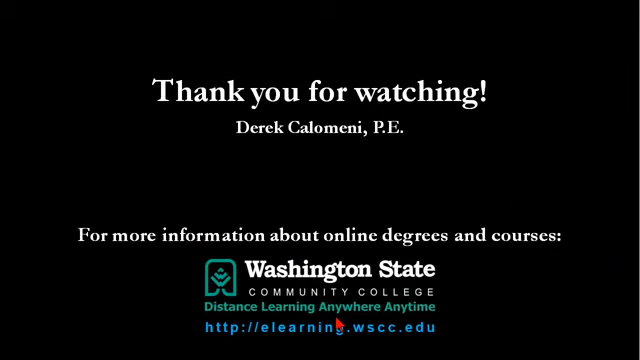 Thank you for watching!
Derek Calomeni, P.E.
For more information about online degrees and courses:
Washington State
COMMUNITY COLLEGE
Distance Learning Anywhere Anytime
http://elearning.wscc.edu